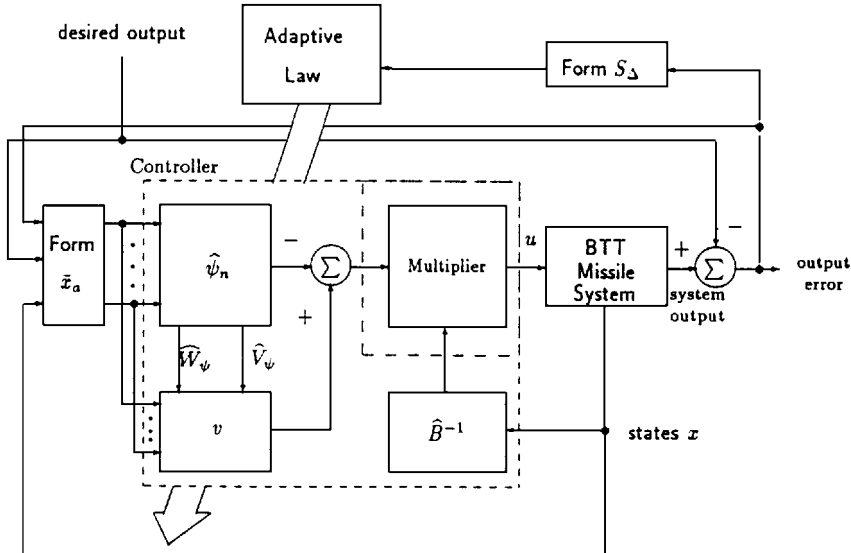 desired output
Adaptive
Law
Form S_Δ
Controller
Form
x̄_a
ψ̂_n
−
+
Σ
Multiplier
u
BTT
Missile
System
+
−
Σ
system
output
output
error
Ŵ_ψ
V̂_ψ
v
B̂^{-1}
states x